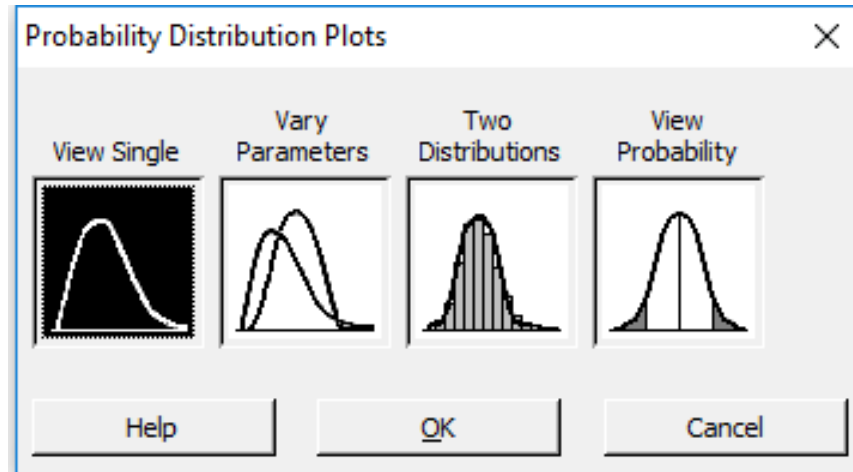 Probability Distribution Plots
View Single
Vary
Parameters
Two
Distributions
View
Probability
Help
OK
Cancel